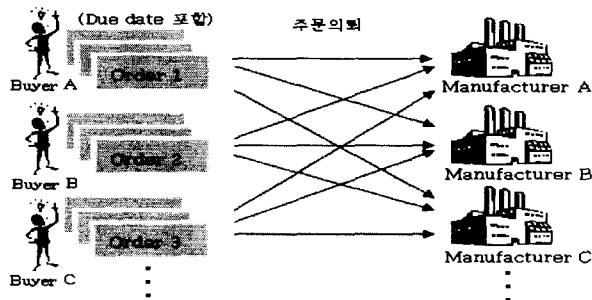 (Due date 포함)
주문의뢰
Order 1
Buyer A
Manufacturer A
Order 2
Buyer B
Manufacturer B
Order 3
Buyer C
Manufacturer C